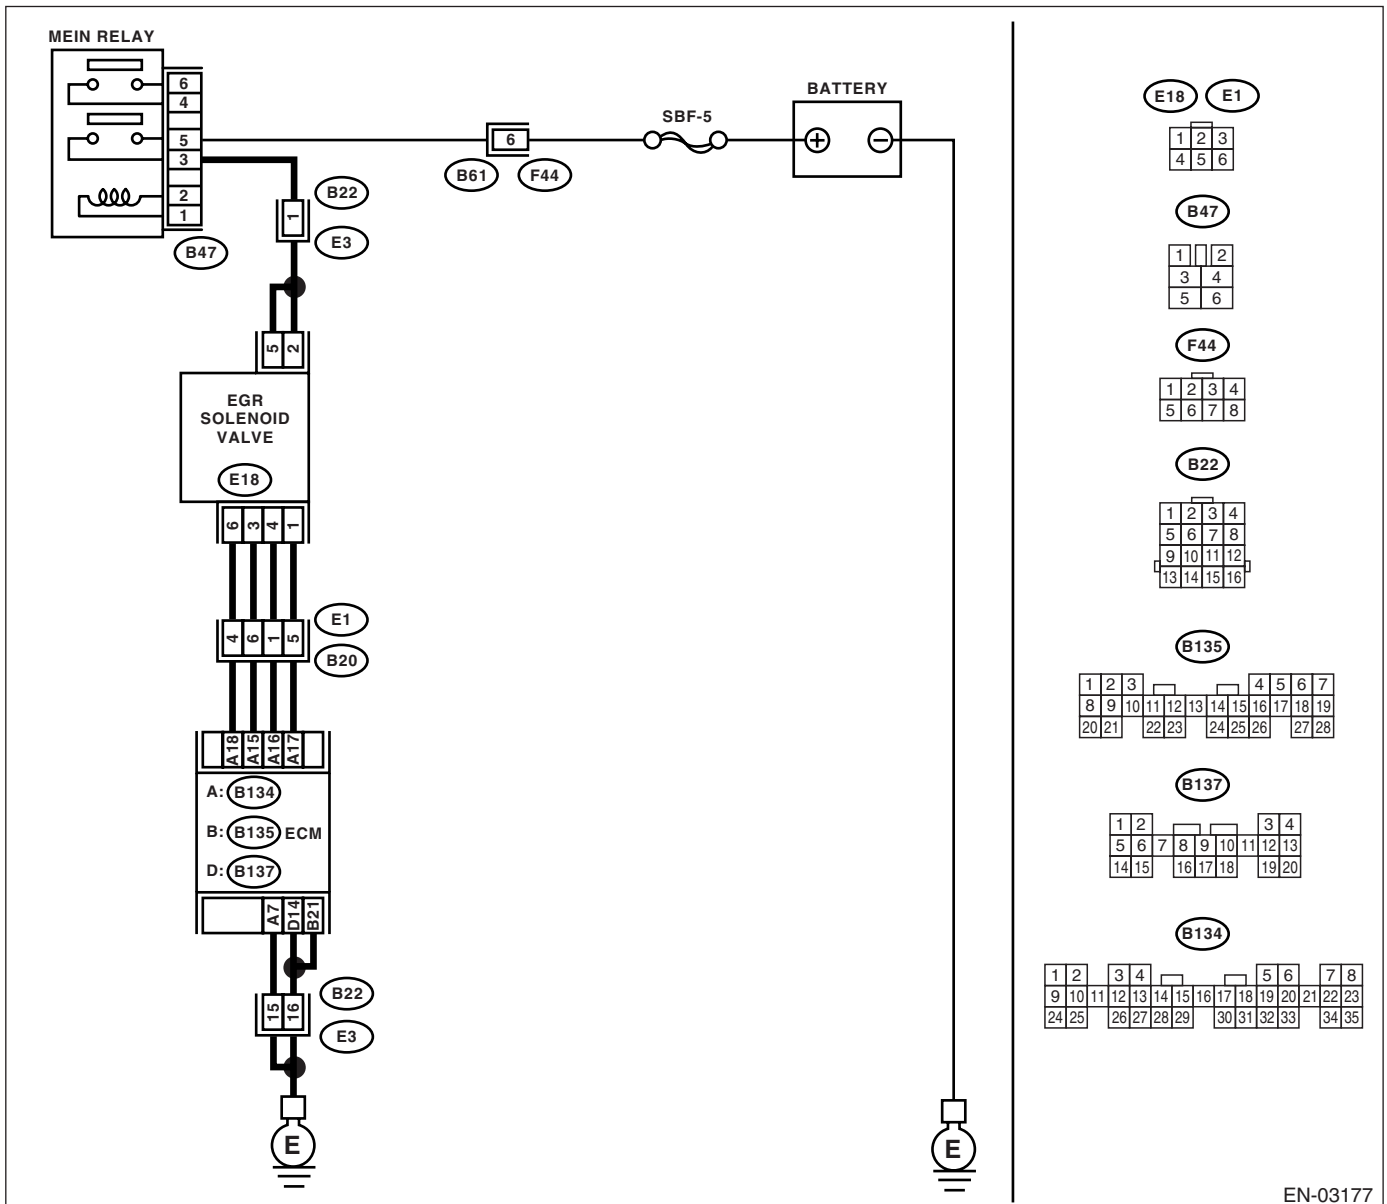 MEIN RELAY
6
4
5
3
2
1
B47
B22
1
E3
6
B61
F44
SBF-5
BATTERY
5 2
EGR
SOLENOID
VALVE
E18
6 3 4 1
E1
4 6 1 5
B20
A18 A15 A16 A17
A: B134
B: B135 ECM
D: B137
A7 D14 B21
B22
15 16
E3
E
E
E18 E1
1 2 3
4 5 6
B47
1 2
3 4
5 6
F44
1 2 3 4
5 6 7 8
B22
1 2 3 4
5 6 7 8
9 10 11 12
13 14 15 16
B135
1 2 3 4 5 6 7
8 9 10 11 12 13 14 15 16 17 18 19
20 21 22 23 24 25 26 27 28
B137
1 2 3 4
5 6 7 8 9 10 11 12 13
14 15 16 17 18 19 20
B134
1 2 3 4 5 6 7 8
9 10 11 12 13 14 15 16 17 18 19 20 21 22 23
24 25 26 27 28 29 30 31 32 33 34 35
EN-03177